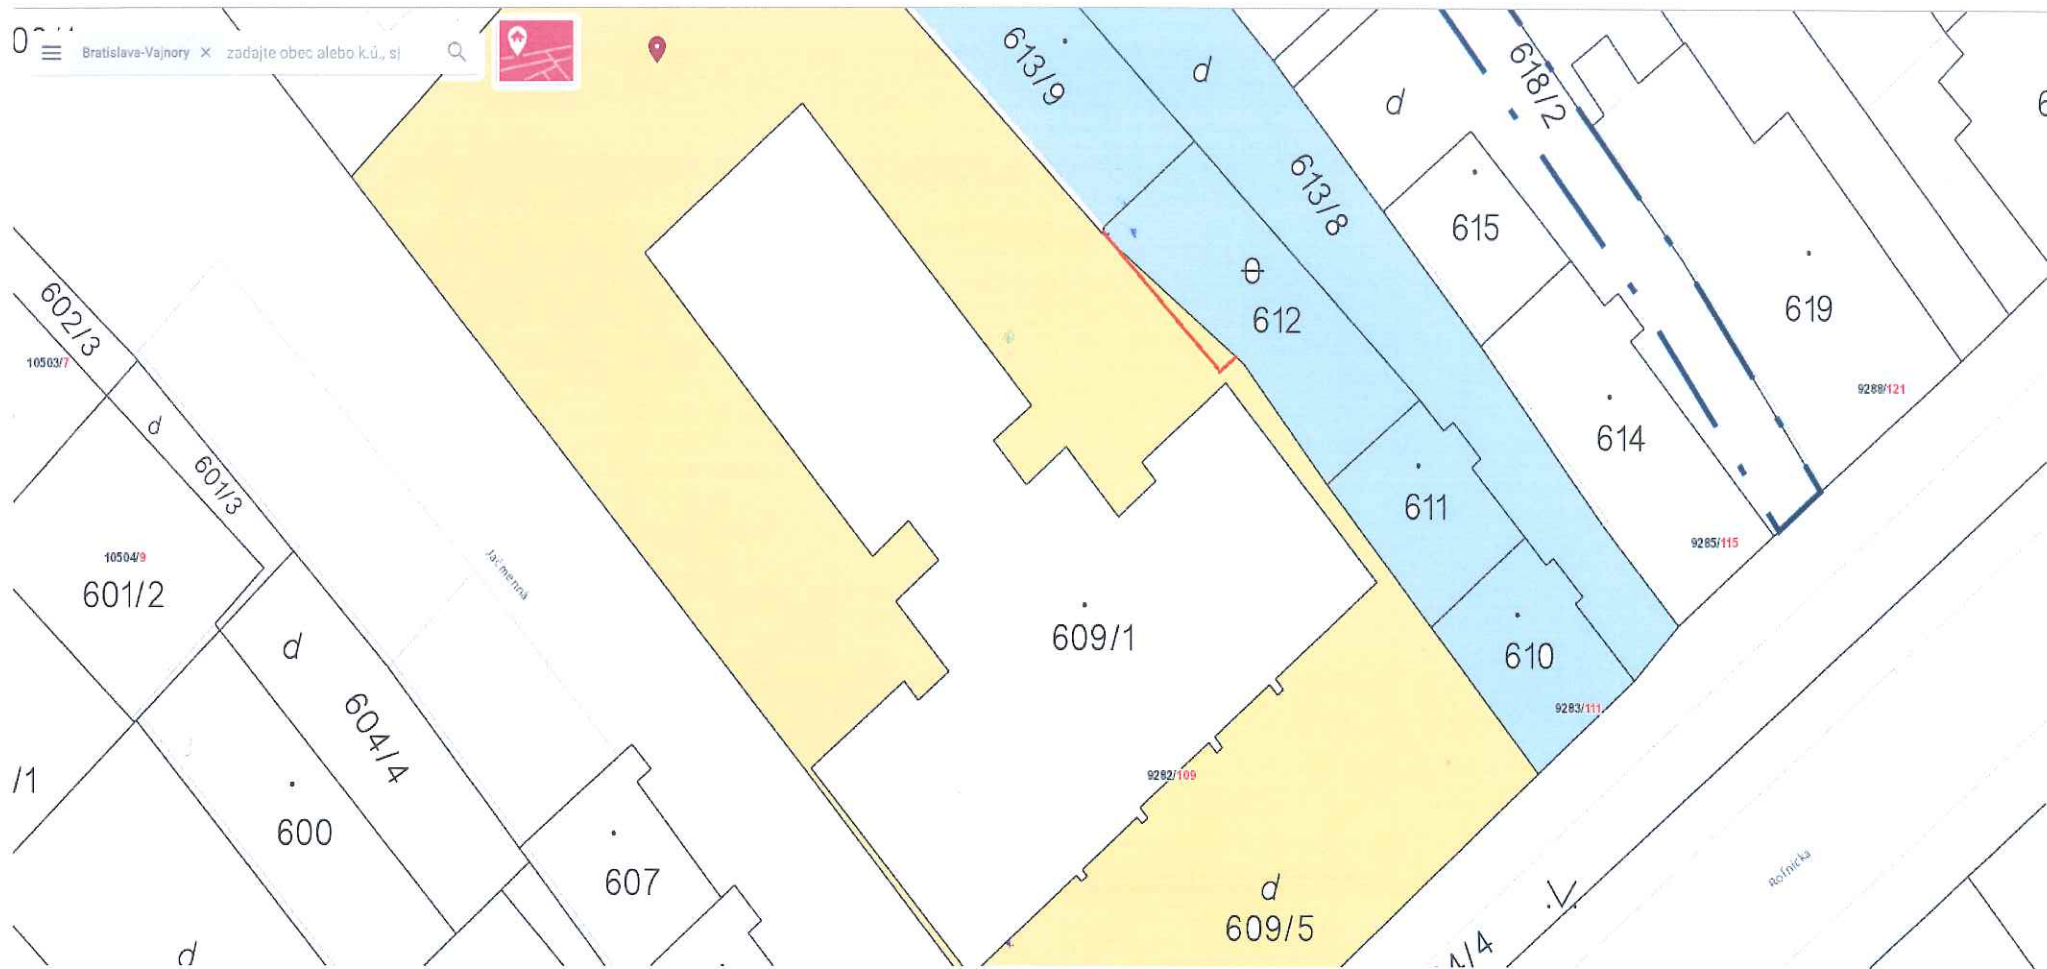 Bratislava-Vajnory × zadajte obec alebo k.ú., sj
613/9
d
618/2
d
613/8
615
619
602/3
10503/7
612
9288/121
d
614
601/3
611
10504/9
9285/115
601/2
Jačmenná
609/1
d
610
9283/111
604/4
/1
9282/109
600
607
Roľnícka
d
609/5
d